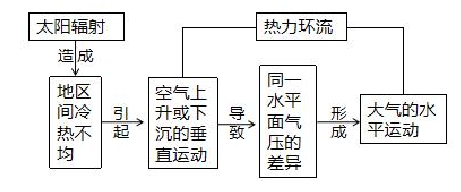 太阳辐射
热力环流
造成
地区
间冷
热不
均
引
起
空气上
升或下
沉的垂
直运动
导
致
同一
水平
面气
压的
差异
形
成
大气的水
平运动